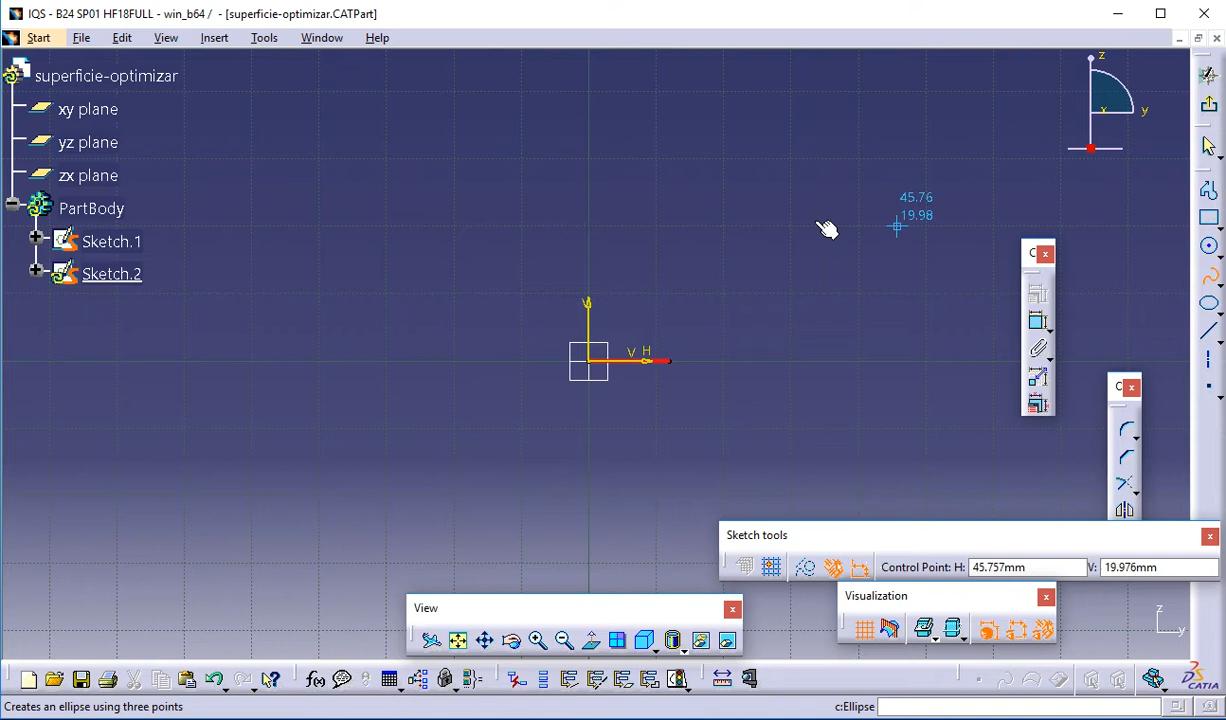 IQS - B24 SP01 HF18FULL - win_b64 / - [superficie-optimizar.CATPart]
Start File Edit View Insert Tools Window Help
superficie-optimizar
xy plane
yz plane
zx plane
PartBody
Sketch.1
Sketch.2
z
x
y
45.76
19.98
V
V H
C
C
Sketch tools
Control Point: H: 45.757mm V: 19.976mm
Visualization
View
z
y
f(x)
CATIA
Creates an ellipse using three points
c:Ellipse